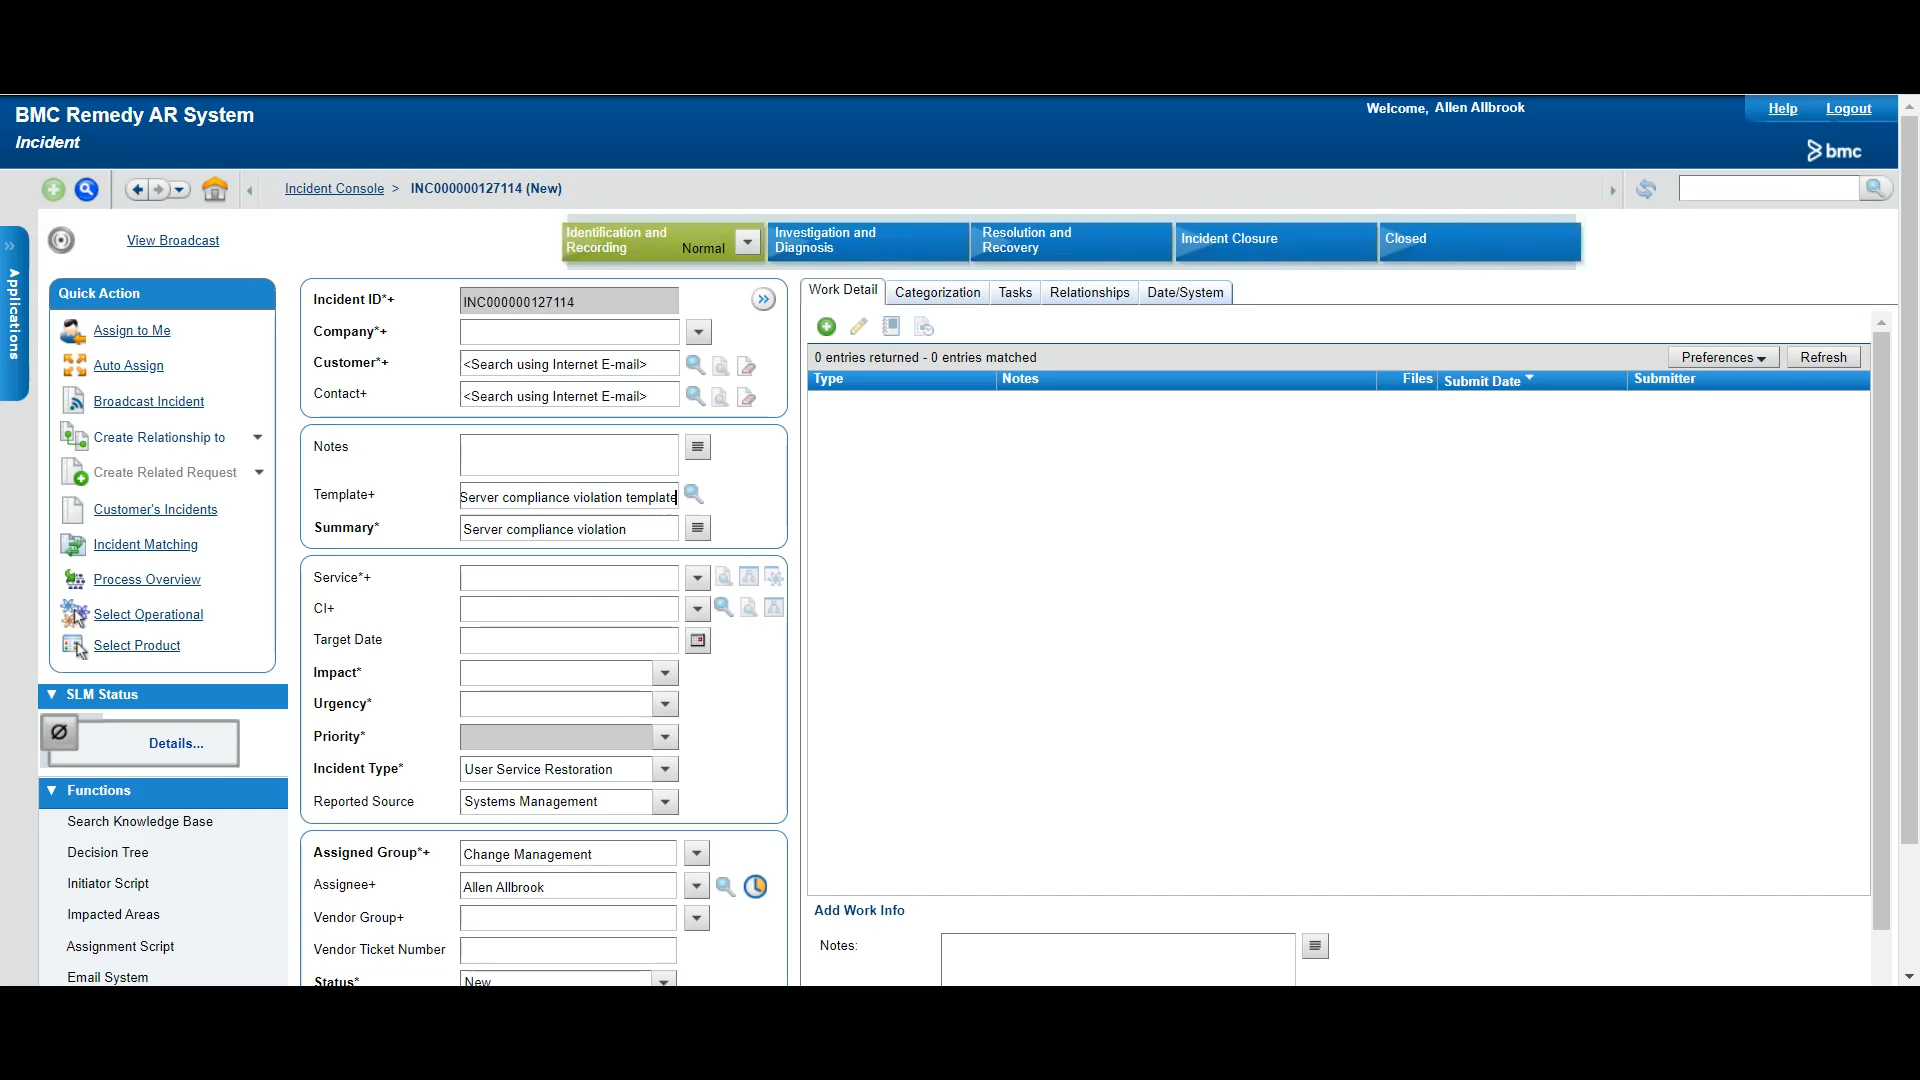 BMC Remedy AR System
Incident
Welcome, Allen Allbrook
Help
Logout
bmc
Incident Console > INC000000127114 (New)
View Broadcast
Identification and Recording
Normal
Investigation and Diagnosis
Resolution and Recovery
Incident Closure
Closed
Applications
Quick Action
Assign to Me
Auto Assign
Broadcast Incident
Create Relationship to
Create Related Request
Customer's Incidents
Incident Matching
Process Overview
Select Operational
Select Product
SLM Status
Details...
Functions
Search Knowledge Base
Decision Tree
Initiator Script
Impacted Areas
Assignment Script
Email System
Incident ID*+ INC000000127114
Company*+
Customer*+ <Search using Internet E-mail>
Contact+ <Search using Internet E-mail>
Notes
Template+ Server compliance violation template
Summary* Server compliance violation
Service*+
CI+
Target Date
Impact*
Urgency*
Priority*
Incident Type* User Service Restoration
Reported Source Systems Management
Assigned Group*+ Change Management
Assignee+ Allen Allbrook
Vendor Group+
Vendor Ticket Number
Status* New
Work Detail
Categorization
Tasks
Relationships
Date/System
0 entries returned - 0 entries matched
Preferences
Refresh
Type
Notes
Files
Submit Date
Submitter
Add Work Info
Notes: